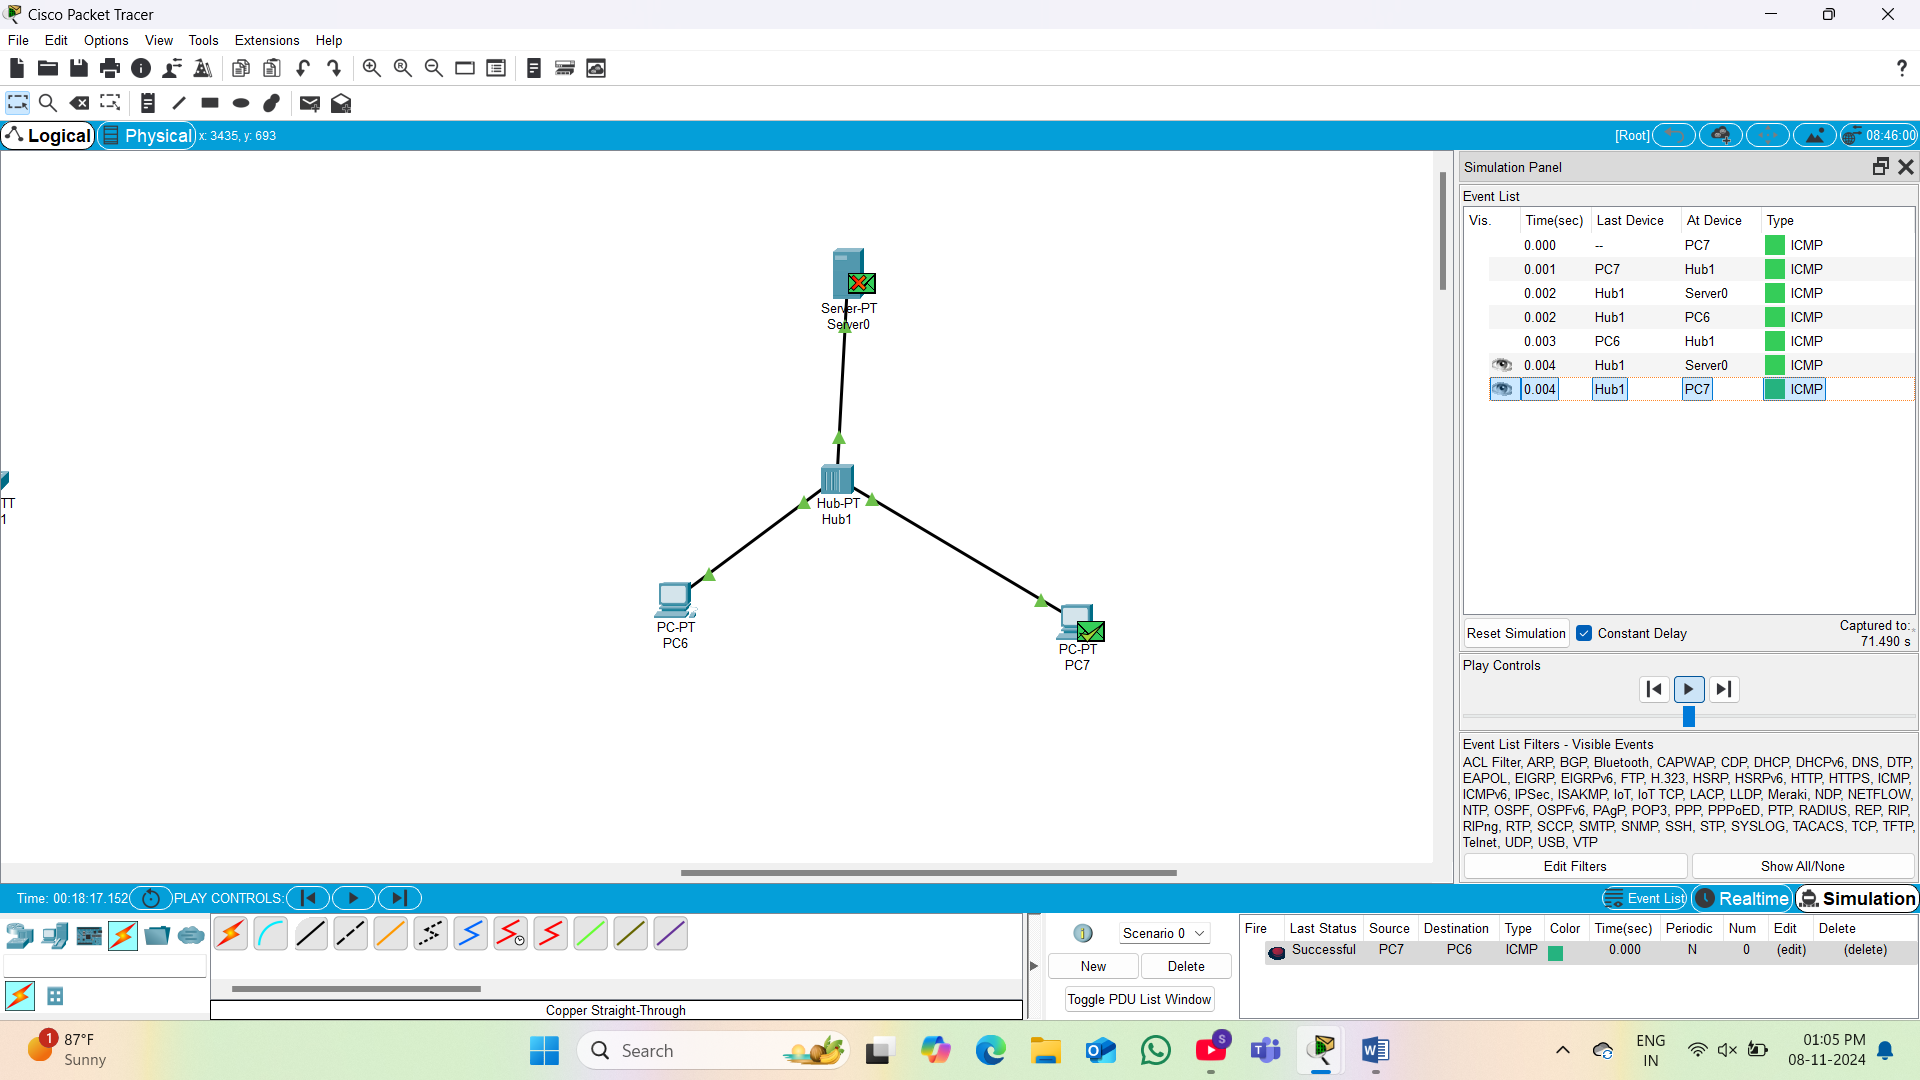 Cisco Packet Tracer
File Edit Options View Tools Extensions Help
?
Logical Physical x: 3435, y: 693 [Root] 08:46:00
Simulation Panel
Event List
Vis. Time(sec) Last Device At Device Type
0.000 -- PC7 ICMP
0.001 PC7 Hub1 ICMP
0.002 Hub1 Server0 ICMP
0.002 Hub1 PC6 ICMP
0.003 PC6 Hub1 ICMP
0.004 Hub1 Server0 ICMP
0.004 Hub1 PC7 ICMP
Server-PT
Server0
TT
1
Hub-PT
Hub1
PC-PT
PC6
PC-PT
PC7
Reset Simulation Constant Delay Captured to:
71.490 s
Play Controls
Event List Filters - Visible Events
ACL Filter, ARP, BGP, Bluetooth, CAPWAP, CDP, DHCP, DHCPv6, DNS, DTP,
EAPOL, EIGRP, EIGRPv6, FTP, H.323, HSRP, HSRPv6, HTTP, HTTPS, ICMP,
ICMPv6, IPSec, ISAKMP, IoT, IoT TCP, LACP, LLDP, Meraki, NDP, NETFLOW,
NTP, OSPF, OSPFv6, PAgP, POP3, PPP, PPPoED, PTP, RADIUS, REP, RIP,
RIPng, RTP, SCCP, SMTP, SNMP, SSH, STP, SYSLOG, TACACS, TCP, TFTP,
Telnet, UDP, USB, VTP
Edit Filters Show All/None
Time: 00:18:17.152 PLAY CONTROLS: Event List Realtime Simulation
Scenario 0
New Delete
Toggle PDU List Window
Fire Last Status Source Destination Type Color Time(sec) Periodic Num Edit Delete
Successful PC7 PC6 ICMP 0.000 N 0 (edit) (delete)
Copper Straight-Through
1 87°F
Sunny
Search
S
ENG
IN
01:05 PM
08-11-2024